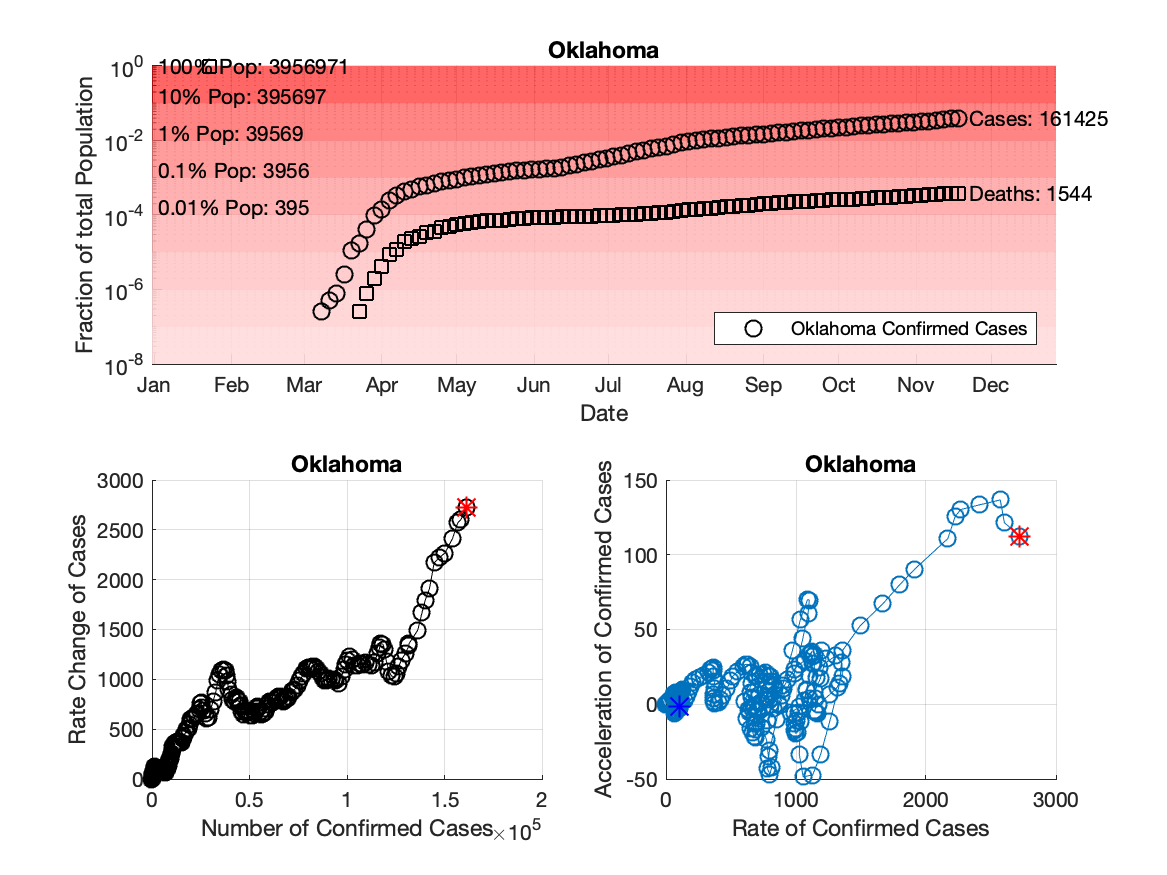 Oklahoma
10^0
10^-2
10^-4
10^-6
10^-8
Fraction of total Population
100% Pop: 3956971
10% Pop: 395697
1% Pop: 39569
0.1% Pop: 3956
0.01% Pop: 395
Cases: 161425
Deaths: 1544
Oklahoma Confirmed Cases
Jan Feb Mar Apr May Jun Jul Aug Sep Oct Nov Dec
Date
Oklahoma
3000
2500
2000
1500
1000
500
0
Rate Change of Cases
0 0.5 1 1.5 2
Number of Confirmed Cases ×10^5
Oklahoma
150
100
50
0
-50
Acceleration of Confirmed Cases
0 1000 2000 3000
Rate of Confirmed Cases